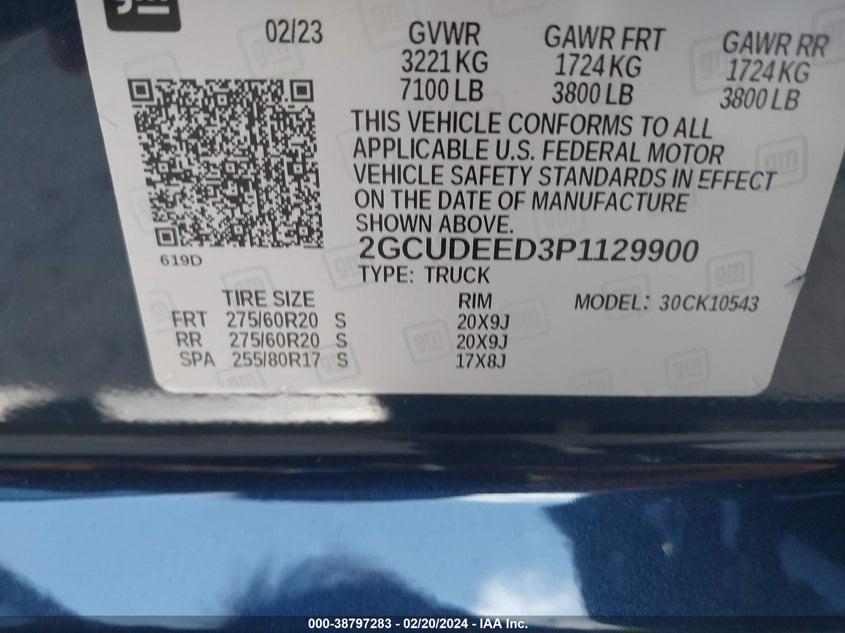 gm
02/23
GVWR
3221 KG
7100 LB
GAWR FRT
1724 KG
3800 LB
GAWR RR
1724 KG
3800 LB
THIS VEHICLE CONFORMS TO ALL
APPLICABLE U.S. FEDERAL MOTOR
VEHICLE SAFETY STANDARDS IN EFFECT
ON THE DATE OF MANUFACTURE
SHOWN ABOVE.
619D
2GCUDEED3P1129900
TYPE: TRUCK
TIRE SIZE RIM MODEL: 30CK10543
FRT 275/60R20 S 20X9J
RR 275/60R20 S 20X9J
SPA 255/80R17 S 17X8J
000-38797283 - 02/20/2024 - IAA Inc.